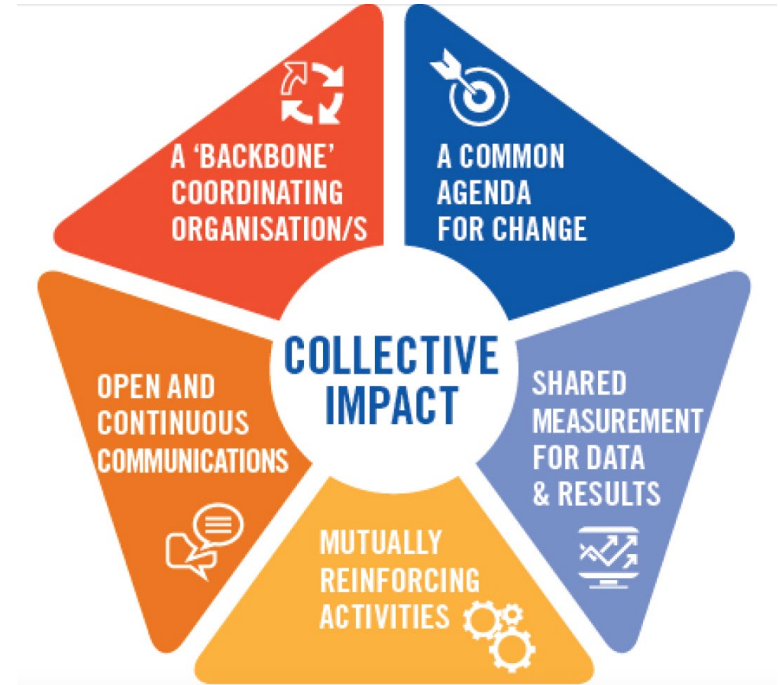 A ‘BACKBONE’
COORDINATING
ORGANISATION/S
A COMMON
AGENDA
FOR CHANGE
COLLECTIVE
IMPACT
OPEN AND
CONTINUOUS
COMMUNICATIONS
SHARED
MEASUREMENT
FOR DATA
& RESULTS
MUTUALLY
REINFORCING
ACTIVITIES